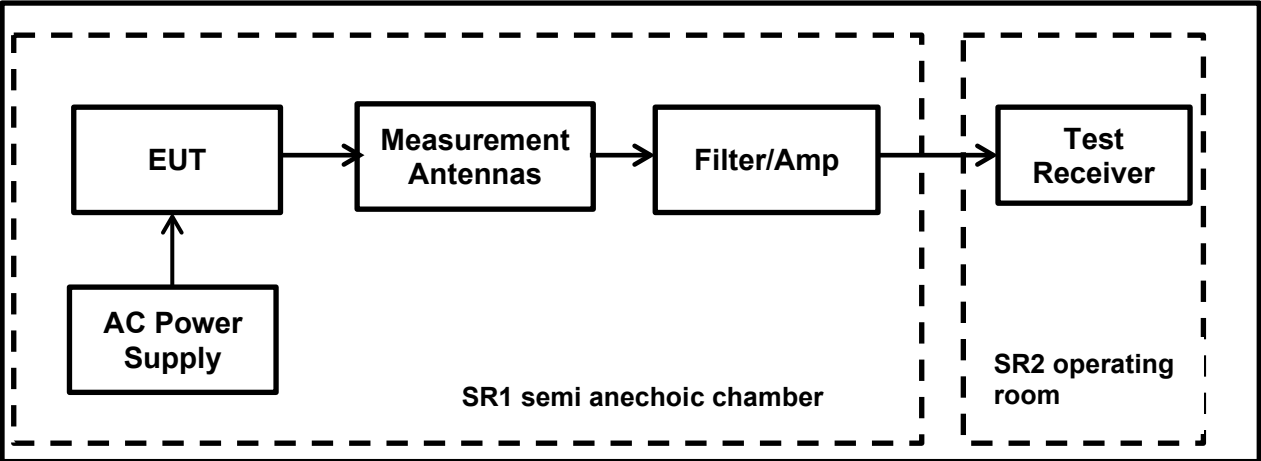 EUT
Measurement
Antennas
Filter/Amp
Test
Receiver
AC Power
Supply
SR1 semi anechoic chamber
SR2 operating
room